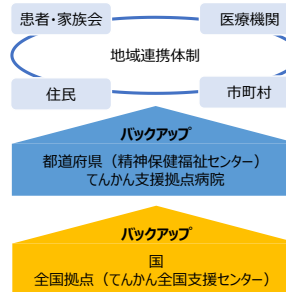 患者・家族会
医療機関
地域連携体制
住民
市町村
バックアップ
都道府県（精神保健福祉センター）
てんかん支援拠点病院
バックアップ
国
全国拠点（てんかん全国支援センター）